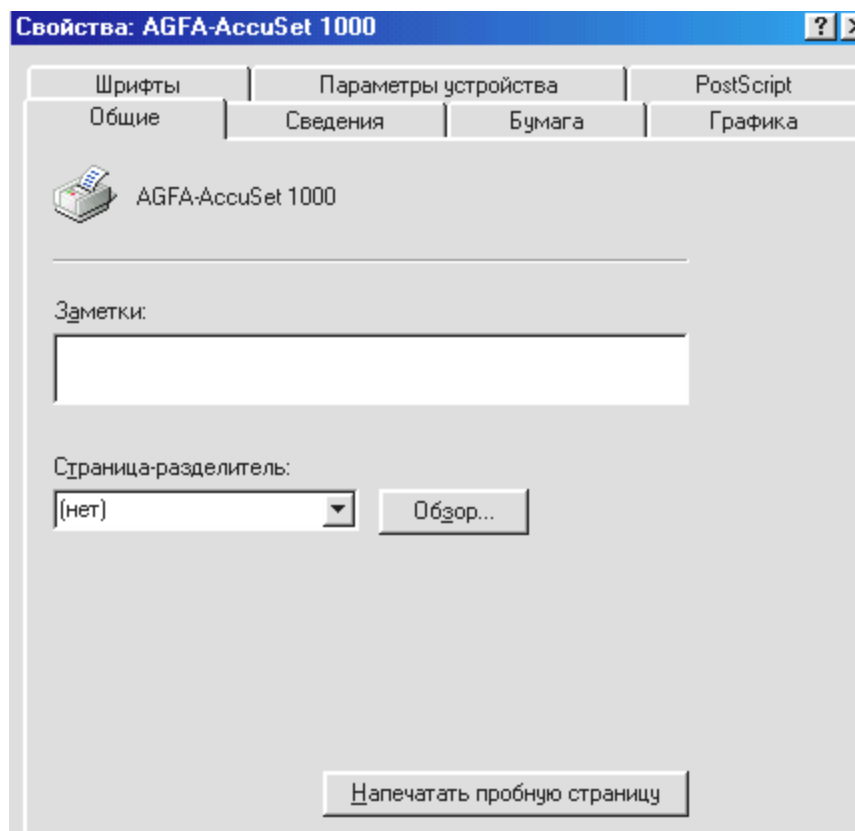 Свойства: AGFA-AccuSet 1000
Шрифты Параметры устройства PostScript
Общие Сведения Бумага Графика
AGFA-AccuSet 1000
Заметки:
Страница-разделитель:
(нет) Обзор...
Напечатать пробную страницу